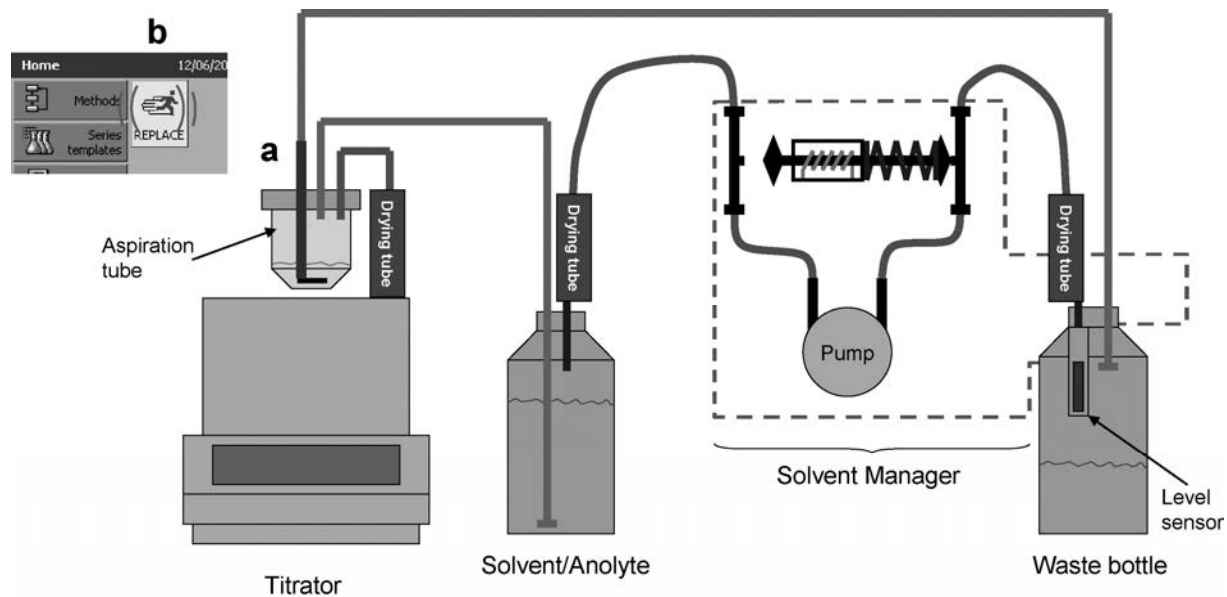 b
a
Home
12/06/20
Methods
Series
templates
REPLACE
Aspiration
tube
Drying tube
Drying tube
Drying tube
Pump
Solvent Manager
Level
sensor
Titrator
Solvent/Anolyte
Waste bottle